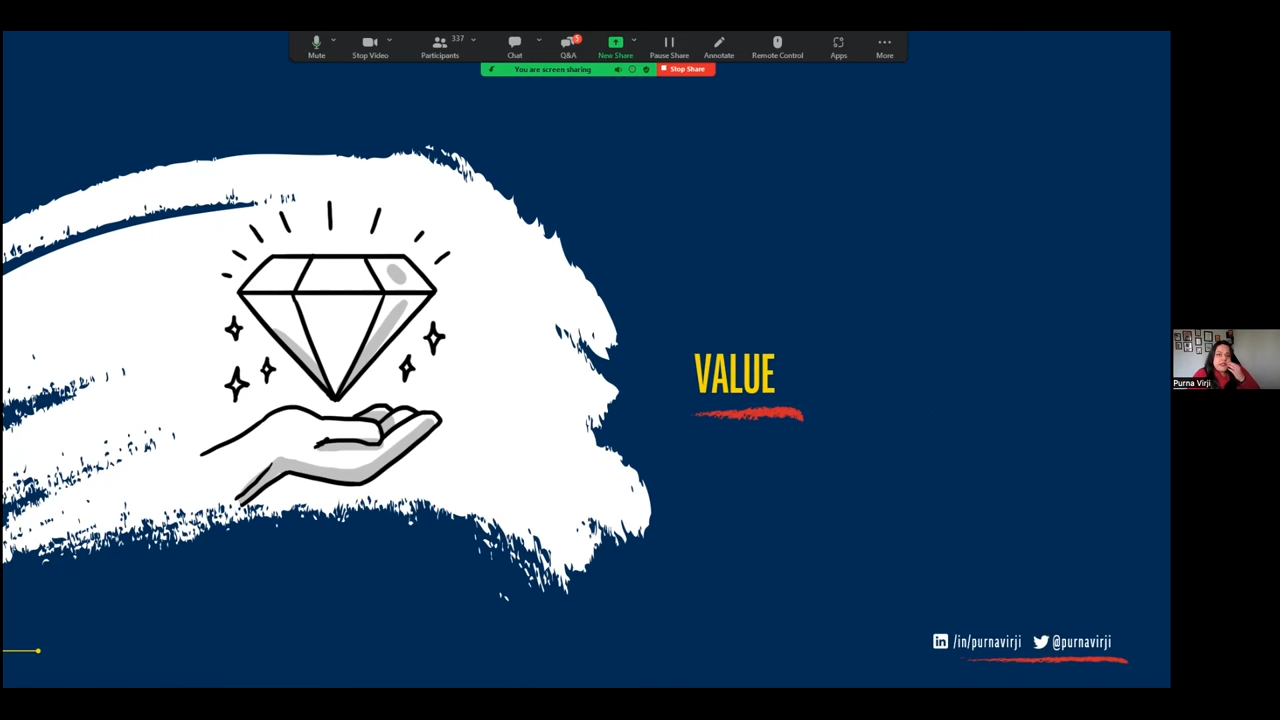 337
5
Mute
Stop Video
Participants
Chat
Q&A
New Share
Pause Share
Annotate
Remote Control
Apps
More
You are screen sharing
Stop Share
VALUE
Purna Virji
/in/purnavirji
@purnavirji